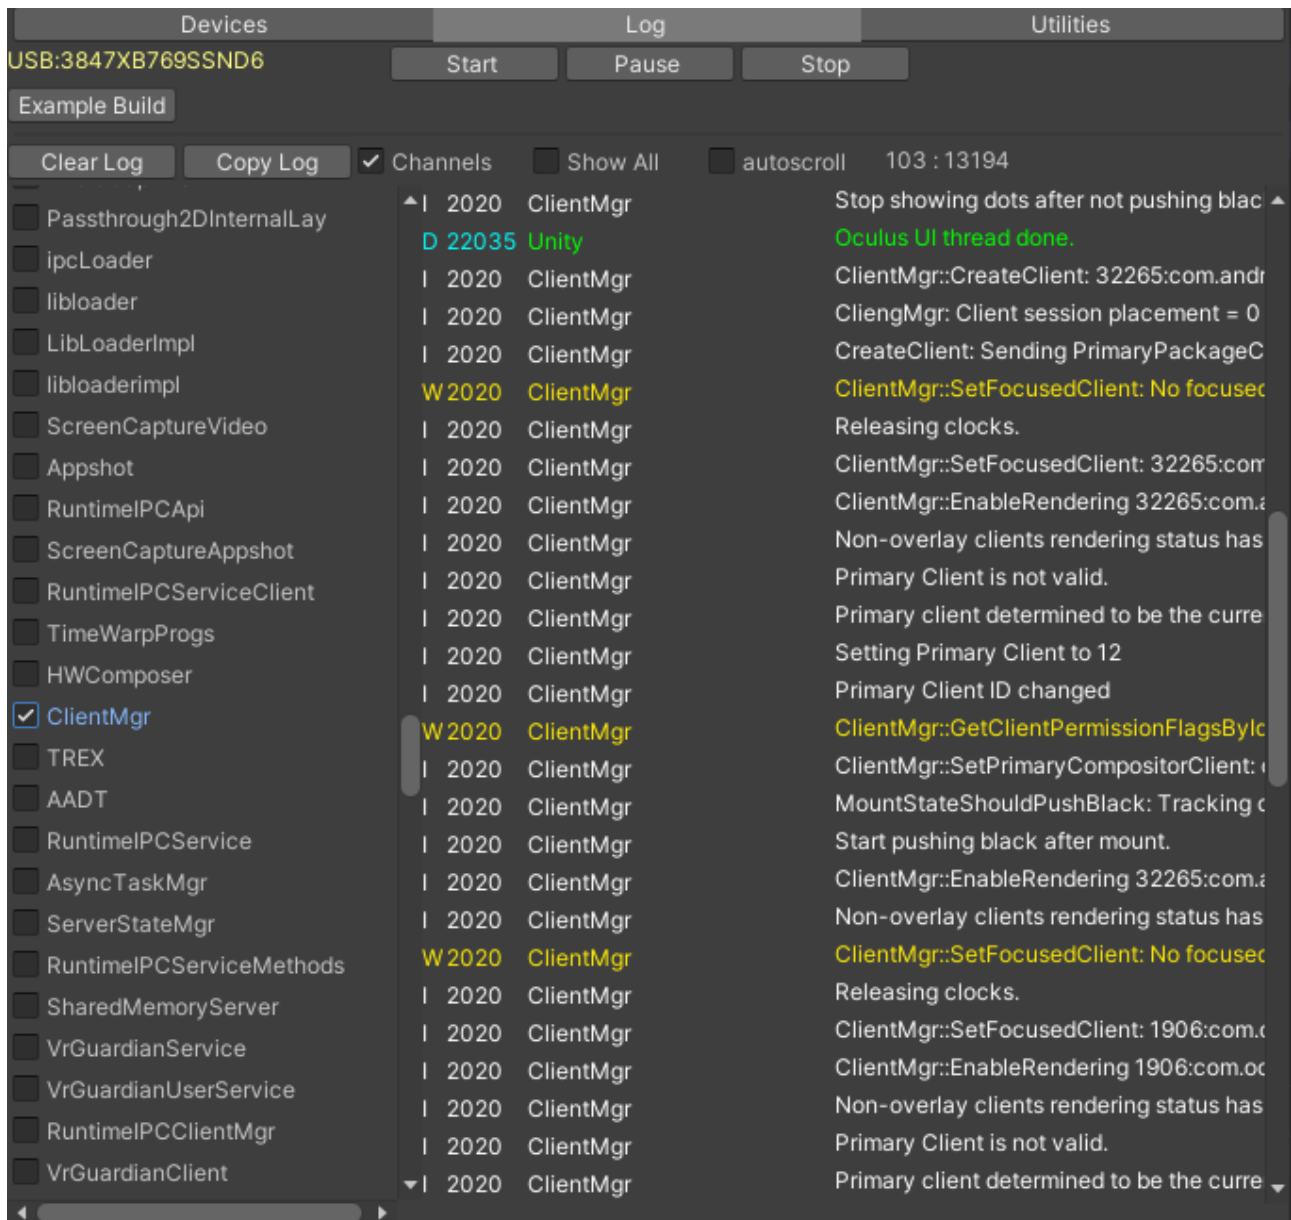 Devices Log Utilities
USB:3847XB769SSND6 Start Pause Stop
Example Build
Clear Log Copy Log Channels Show All autoscroll 103 : 13194
Passthrough2DInternalLay
ipcLoader
libloader
LibLoaderImpl
libloaderimpl
ScreenCaptureVideo
Appshot
RuntimeIPCApi
ScreenCaptureAppshot
RuntimeIPCServiceClient
TimeWarpProgs
HWComposer
ClientMgr
TREX
AADT
RuntimeIPCService
AsyncTaskMgr
ServerStateMgr
RuntimeIPCServiceMethods
SharedMemoryServer
VrGuardianService
VrGuardianUserService
RuntimeIPCClientMgr
VrGuardianClient
I 2020 ClientMgr Stop showing dots after not pushing blac
D 22035 Unity Oculus UI thread done.
I 2020 ClientMgr ClientMgr::CreateClient: 32265:com.andr
I 2020 ClientMgr CliengMgr: Client session placement = 0
I 2020 ClientMgr CreateClient: Sending PrimaryPackageC
W 2020 ClientMgr ClientMgr::SetFocusedClient: No focused
I 2020 ClientMgr Releasing clocks.
I 2020 ClientMgr ClientMgr::SetFocusedClient: 32265:com
I 2020 ClientMgr ClientMgr::EnableRendering 32265:com.a
I 2020 ClientMgr Non-overlay clients rendering status has
I 2020 ClientMgr Primary Client is not valid.
I 2020 ClientMgr Primary client determined to be the curre
I 2020 ClientMgr Setting Primary Client to 12
I 2020 ClientMgr Primary Client ID changed
W 2020 ClientMgr ClientMgr::GetClientPermissionFlagsById
I 2020 ClientMgr ClientMgr::SetPrimaryCompositorClient:
I 2020 ClientMgr MountStateShouldPushBlack: Tracking
I 2020 ClientMgr Start pushing black after mount.
I 2020 ClientMgr ClientMgr::EnableRendering 32265:com.a
I 2020 ClientMgr Non-overlay clients rendering status has
W 2020 ClientMgr ClientMgr::SetFocusedClient: No focused
I 2020 ClientMgr Releasing clocks.
I 2020 ClientMgr ClientMgr::SetFocusedClient: 1906:com.o
I 2020 ClientMgr ClientMgr::EnableRendering 1906:com.oc
I 2020 ClientMgr Non-overlay clients rendering status has
I 2020 ClientMgr Primary Client is not valid.
I 2020 ClientMgr Primary client determined to be the curre